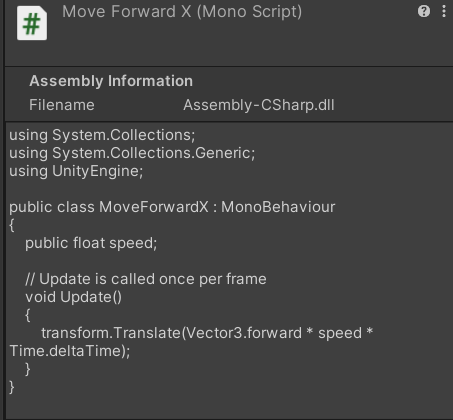 Move Forward X (Mono Script)
Assembly Information
Filename Assembly-CSharp.dll
using System.Collections;
using System.Collections.Generic;
using UnityEngine;

public class MoveForwardX : MonoBehaviour
{
    public float speed;

    // Update is called once per frame
    void Update()
    {
        transform.Translate(Vector3.forward * speed *
Time.deltaTime);
    }
}